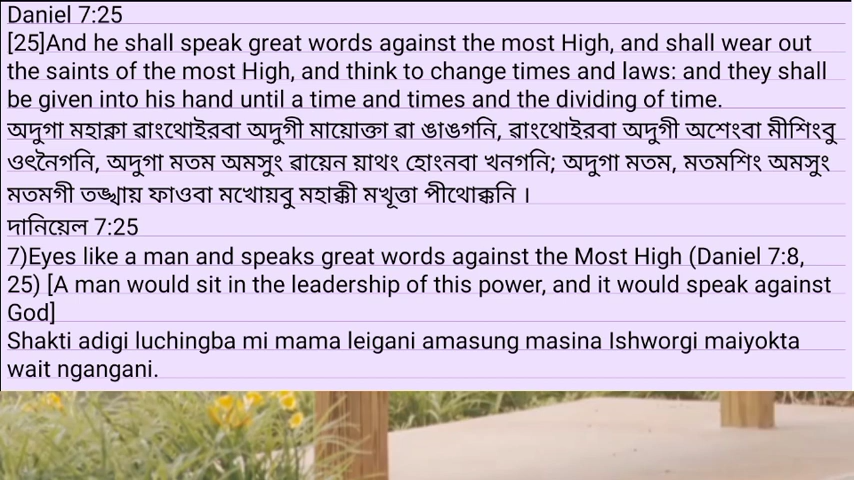 Daniel 7:25
[25]And he shall speak great words against the most High, and shall wear out
the saints of the most High, and think to change times and laws: and they shall
be given into his hand until a time and times and the dividing of time.
অদুগা মহাক্না ৱাংথোইরবা অদুগী মায়োক্তা ৱা ঙাঙগনি, ৱাংথোইরবা অদুগী অশেংবা মীশিংবু
ওৎনৈগনি, অদুগা মতম অমসুং ৱায়েন য়াথং হোংনবা খনগনি; অদুগা মতম, মতমশিং অমসুং
মতমগী তঙ্খায় ফাওবা মখোয়বু মহাক্কী মখূত্তা পীথোক্কনি ।
দানিয়েল 7:25
7)Eyes like a man and speaks great words against the Most High (Daniel 7:8,
25) [A man would sit in the leadership of this power, and it would speak against
God]
Shakti adigi luchingba mi mama leigani amasung masina Ishworgi maiyokta
wait ngangani.